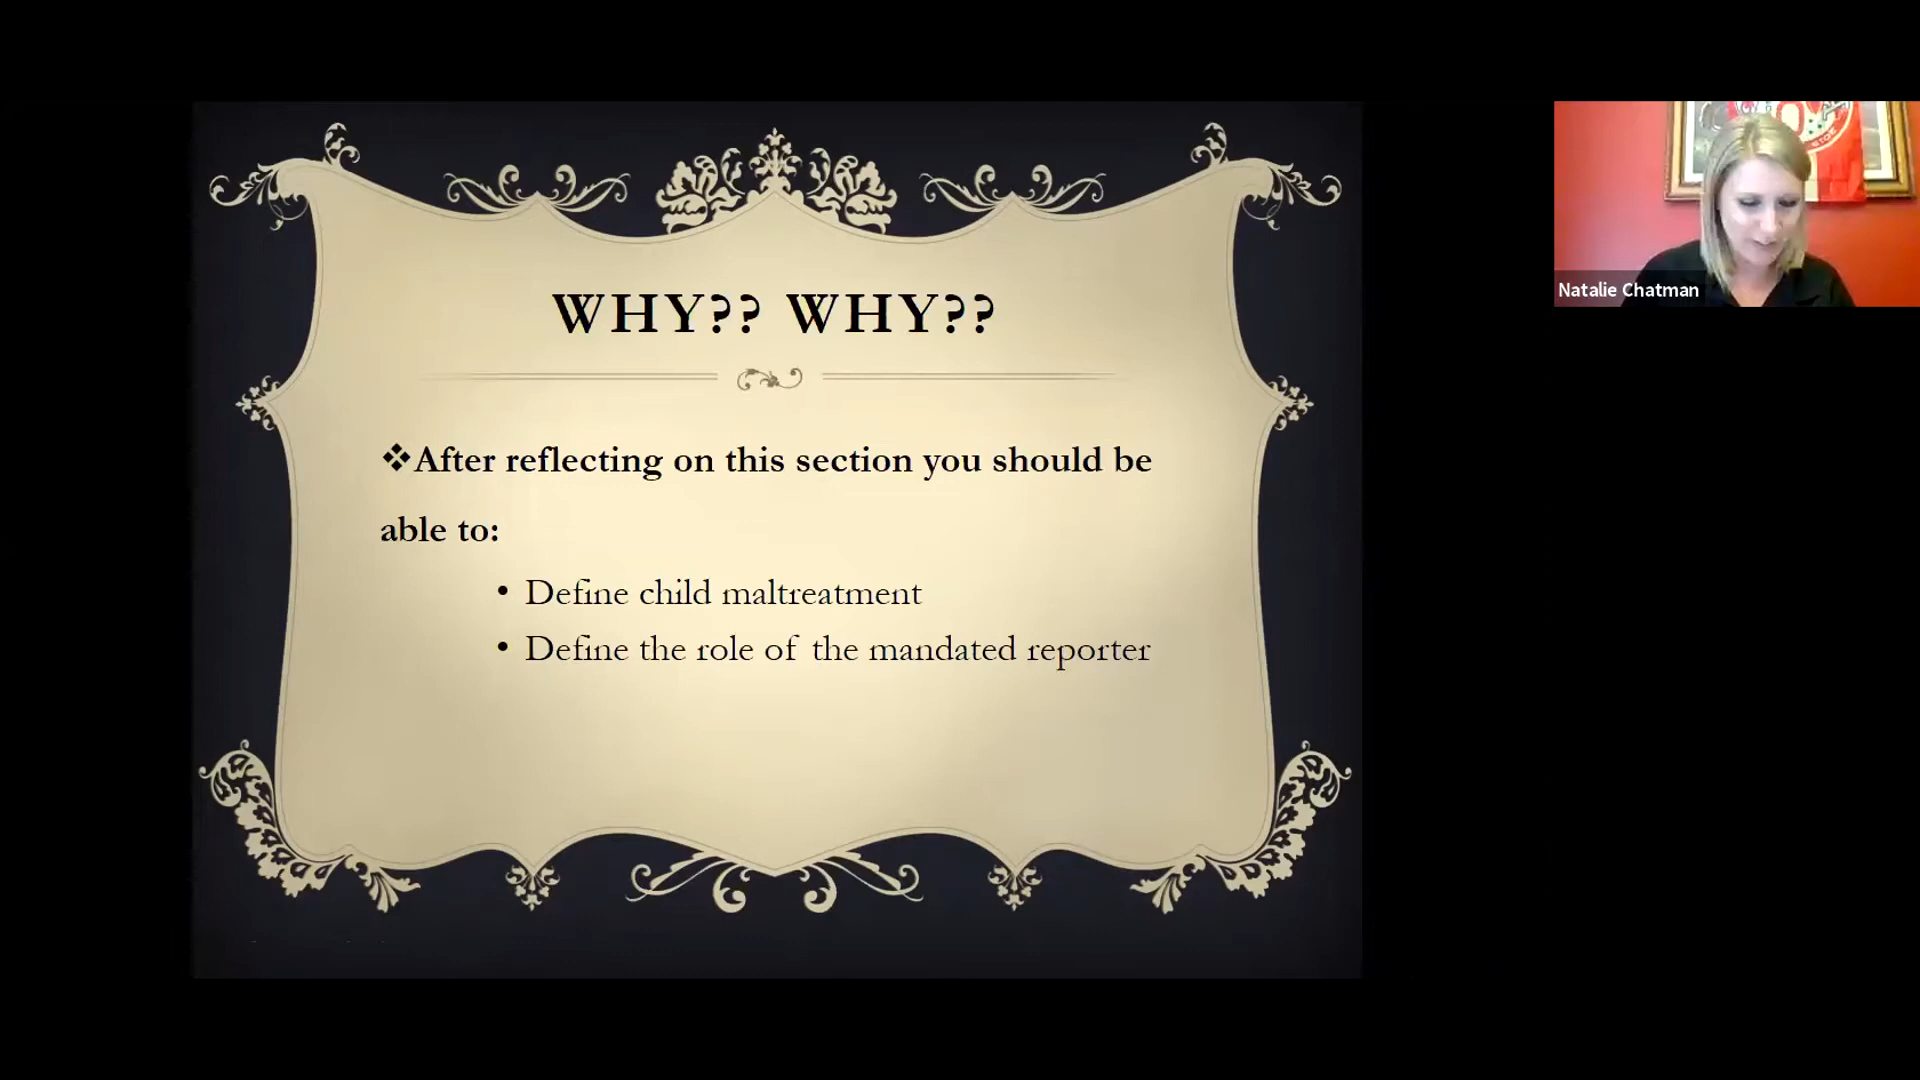 WHY?? WHY??
❖After reflecting on this section you should be
able to:
• Define child maltreatment
• Define the role of the mandated reporter
Natalie Chatman